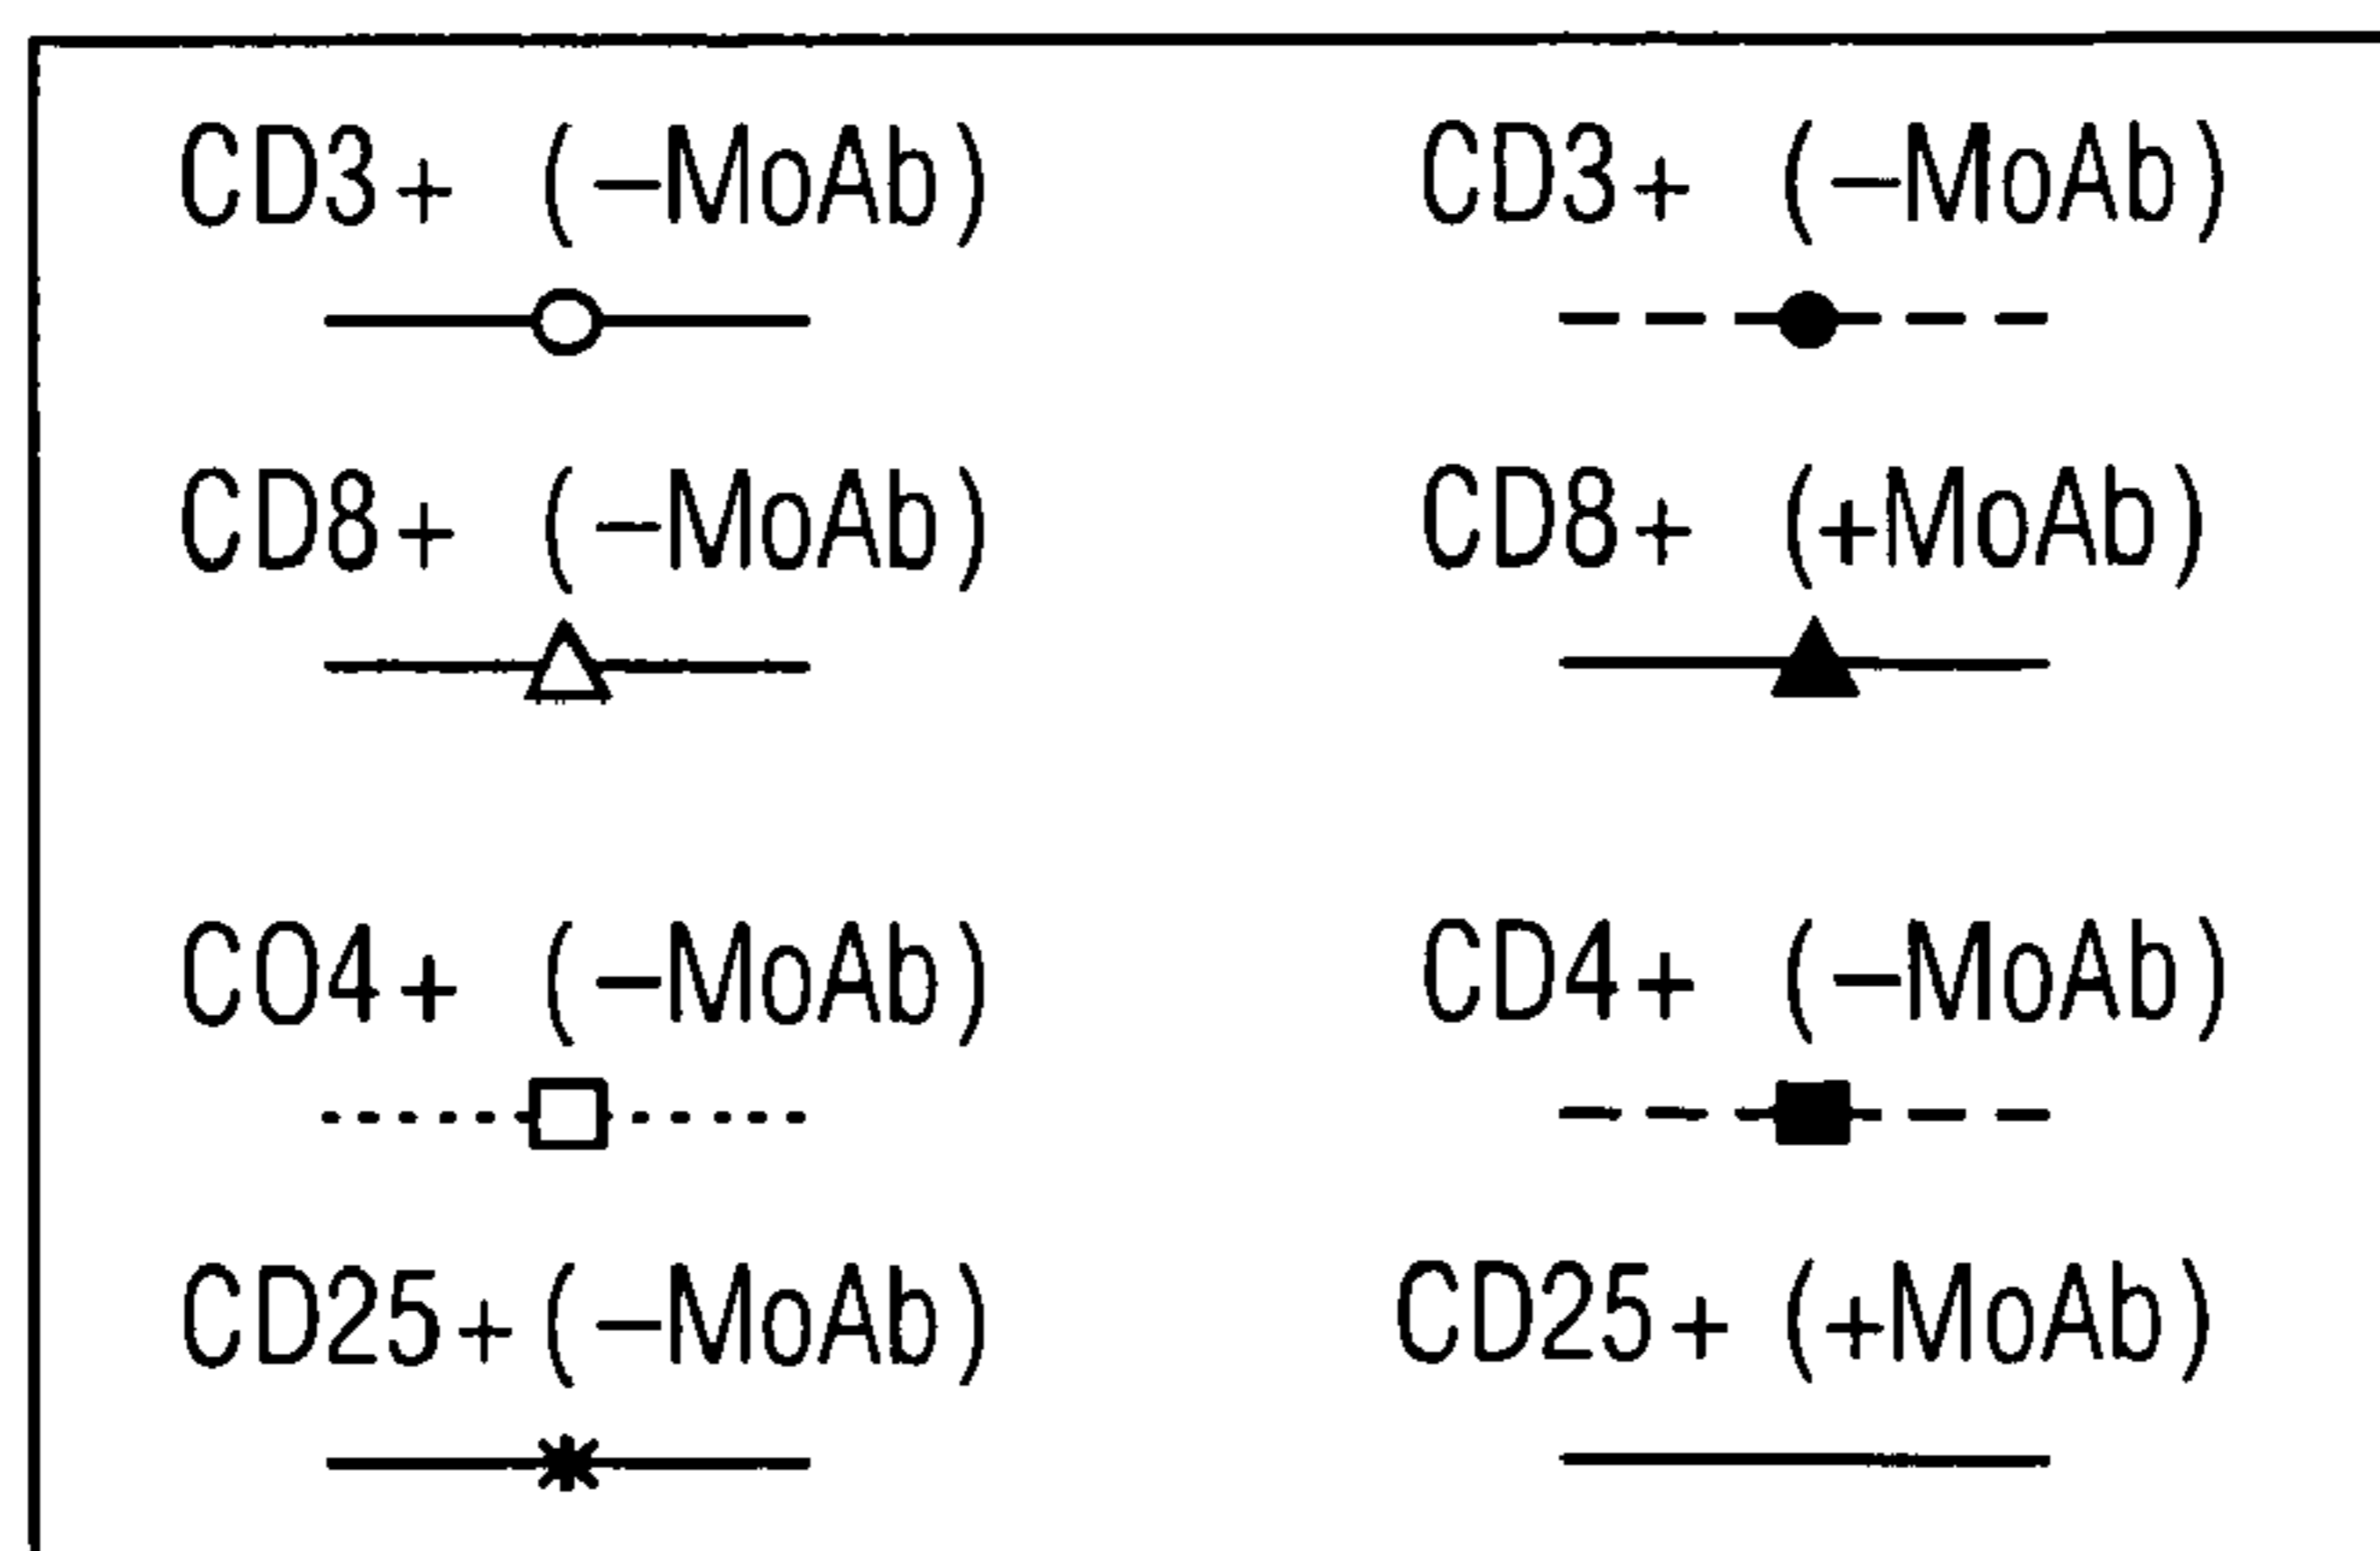 CD3+ (−MoAb) CD3+ (−MoAb)
CD8+ (−MoAb) CD8+ (+MoAb)
CO4+ (−MoAb) CD4+ (−MoAb)
CD25+(−MoAb) CD25+ (+MoAb)